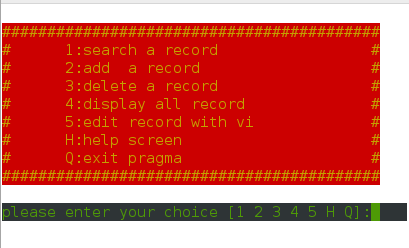 ##########################################
#      1:search a record                 #
#      2:add  a record                   #
#      3:delete a record                 #
#      4:display all record              #
#      5:edit record with vi             #
#      H:help screen                     #
#      Q:exit pragma                     #
##########################################
please enter your choice [1 2 3 4 5 H Q]: